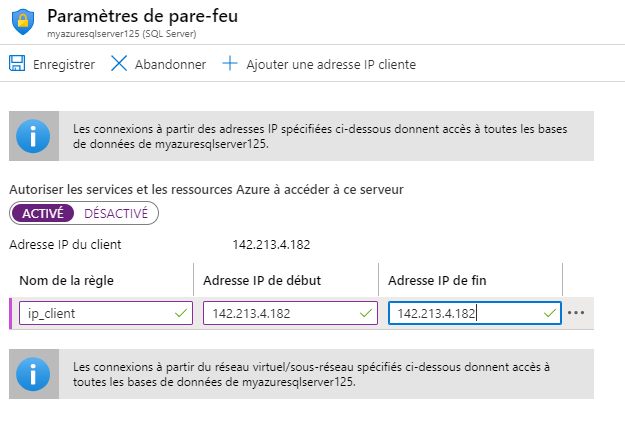 Paramètres de pare-feu
myazuresqlserver125 (SQL Server)
Enregistrer Abandonner Ajouter une adresse IP cliente
Les connexions à partir des adresses IP spécifiées ci-dessous donnent accès à toutes les bases
de données de myazuresqlserver125.
Autoriser les services et les ressources Azure à accéder à ce serveur
ACTIVÉ DÉSACTIVÉ
Adresse IP du client 142.213.4.182
Nom de la règle Adresse IP de début Adresse IP de fin
ip_client 142.213.4.182 142.213.4.182
Les connexions à partir du réseau virtuel/sous-réseau spécifiés ci-dessous donnent accès à
toutes les bases de données de myazuresqlserver125.